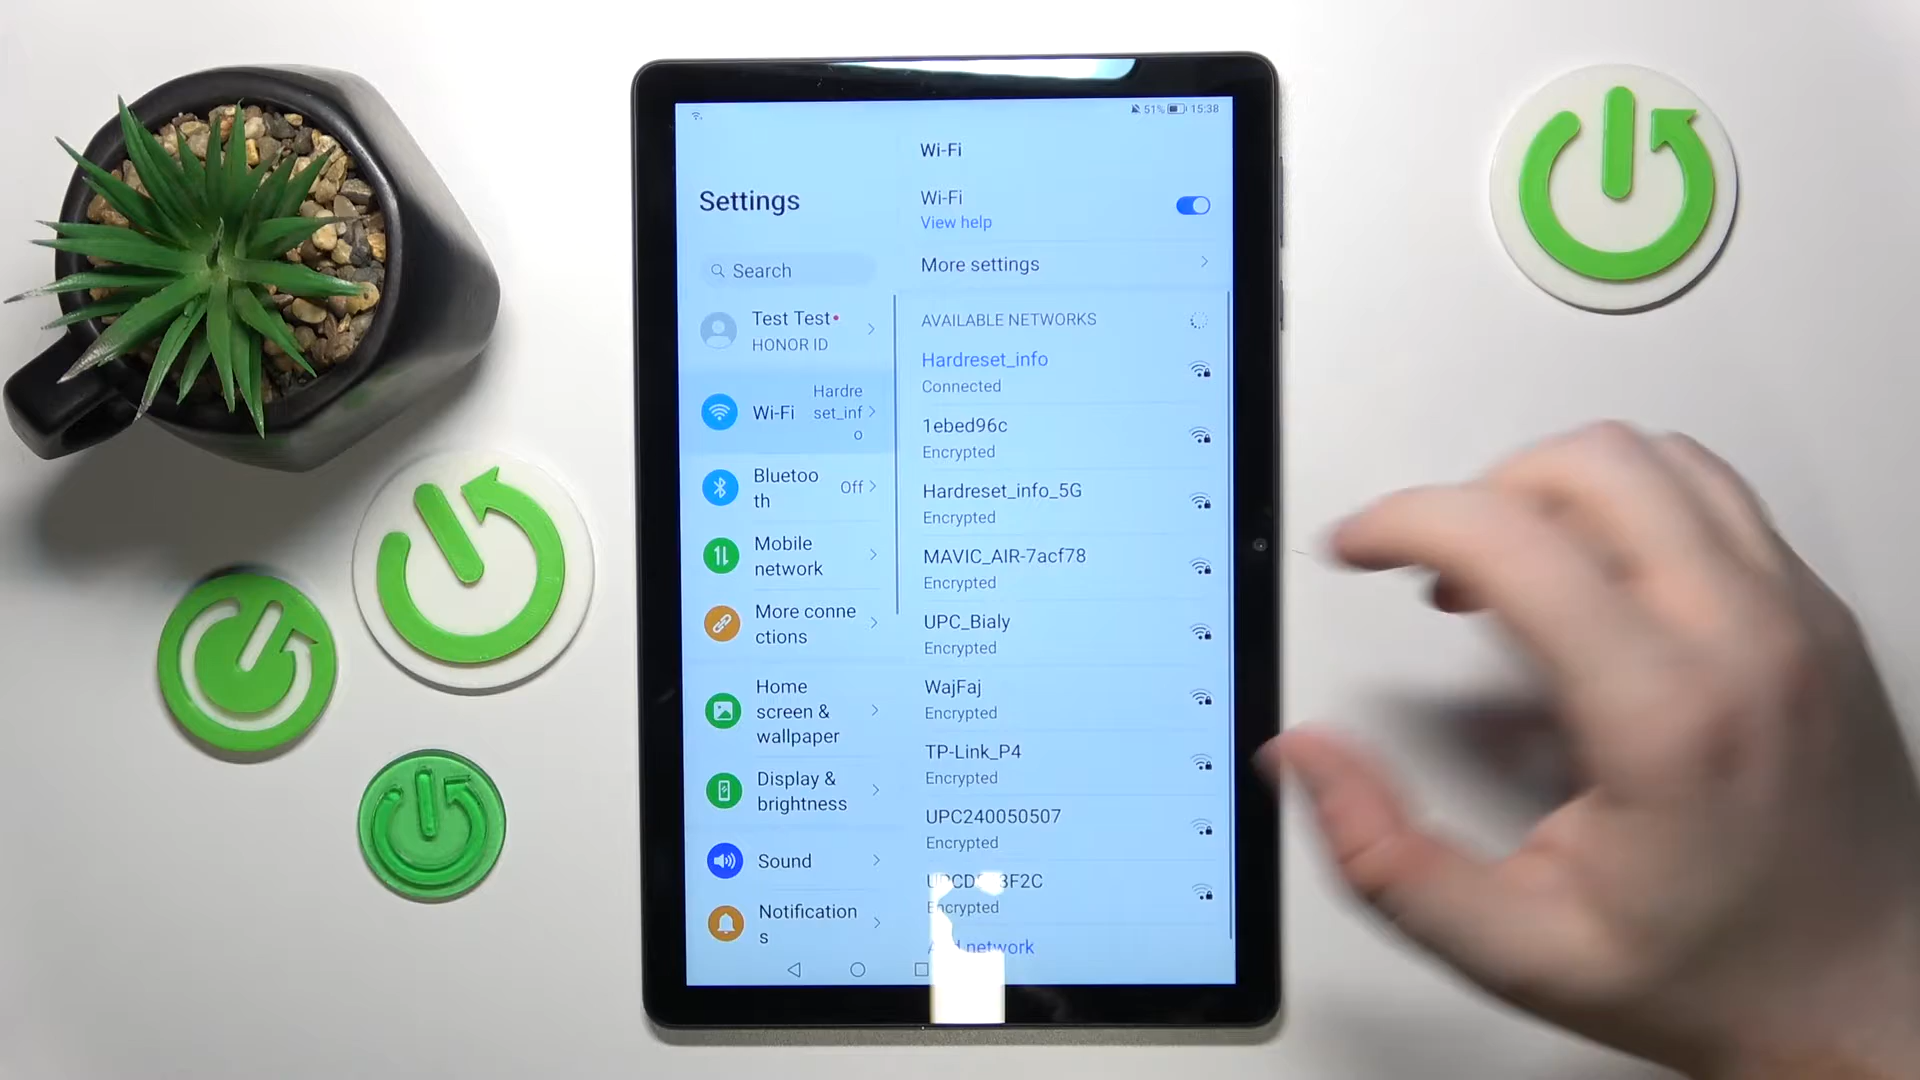 51% 15:38
Wi-Fi
Settings
Search
Test Test
HONOR ID
Wi-Fi
Hardre
set_inf
o
Bluetoo
th
Off
Mobile
network
More conne
ctions
Home
screen &
wallpaper
Display &
brightness
Sound
Notification
s
Wi-Fi
View help
More settings
AVAILABLE NETWORKS
Hardreset_info
Connected
1ebed96c
Encrypted
Hardreset_info_5G
Encrypted
MAVIC_AIR-7acf78
Encrypted
UPC_Bialy
Encrypted
WajFaj
Encrypted
TP-Link_P4
Encrypted
UPC240050507
Encrypted
Encrypted
network